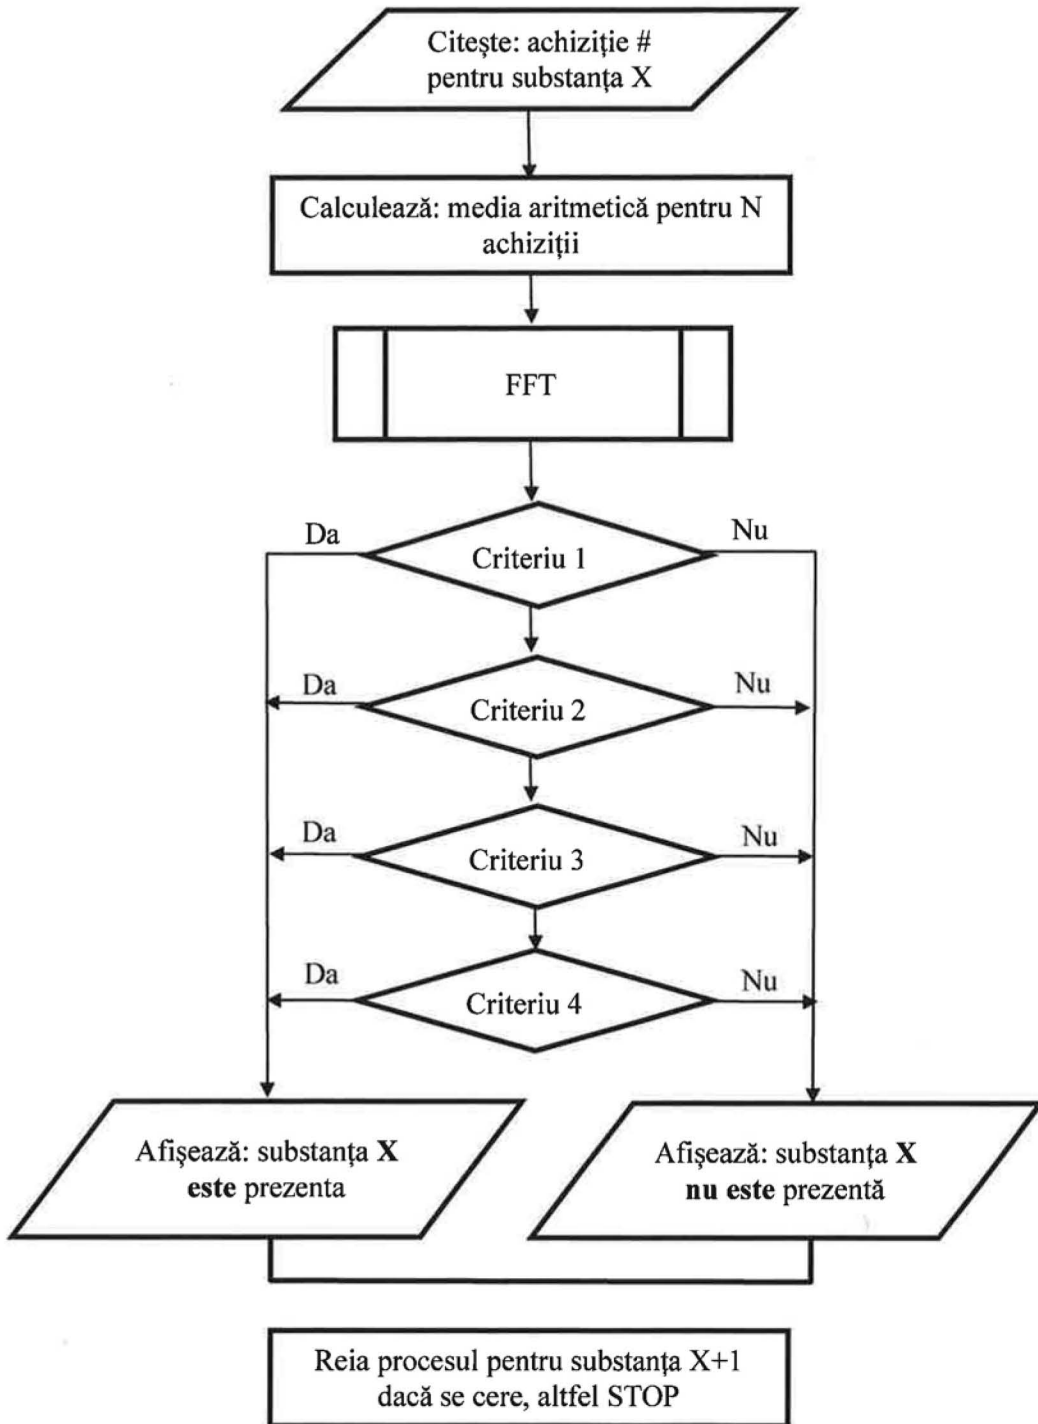 Citește: achiziție #
pentru substanța X
Calculează: media aritmetică pentru N
achiziții
FFT
Da
Nu
Criteriu 1
Da
Nu
Criteriu 2
Da
Nu
Criteriu 3
Da
Nu
Criteriu 4
Afișează: substanța X
este prezenta
Afișează: substanța X
nu este prezentă
Reia procesul pentru substanța X+1
dacă se cere, altfel STOP